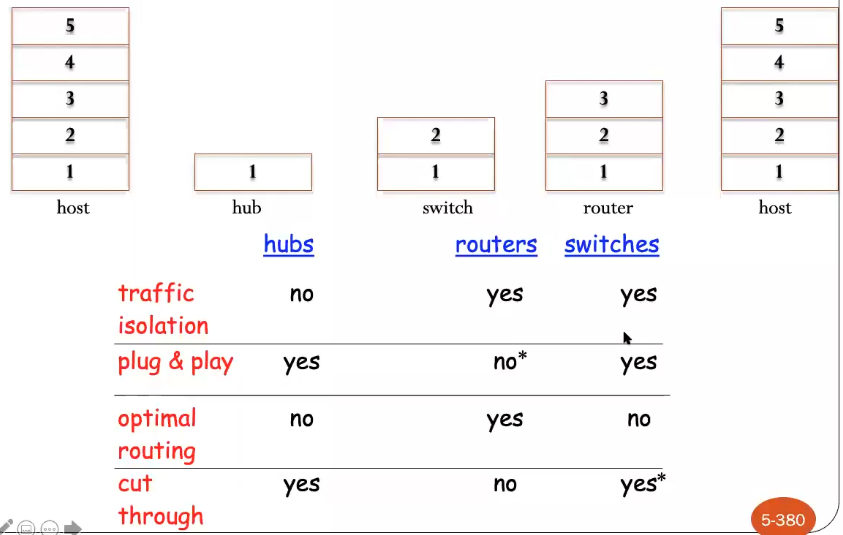 5 5
4 4
3 3 3
2 2 2 2
1 1 1 1 1
host hub switch router host
hubs routers switches
traffic no yes yes
isolation
plug & play yes no* yes
optimal no yes no
routing
cut yes no yes*
through
5-380